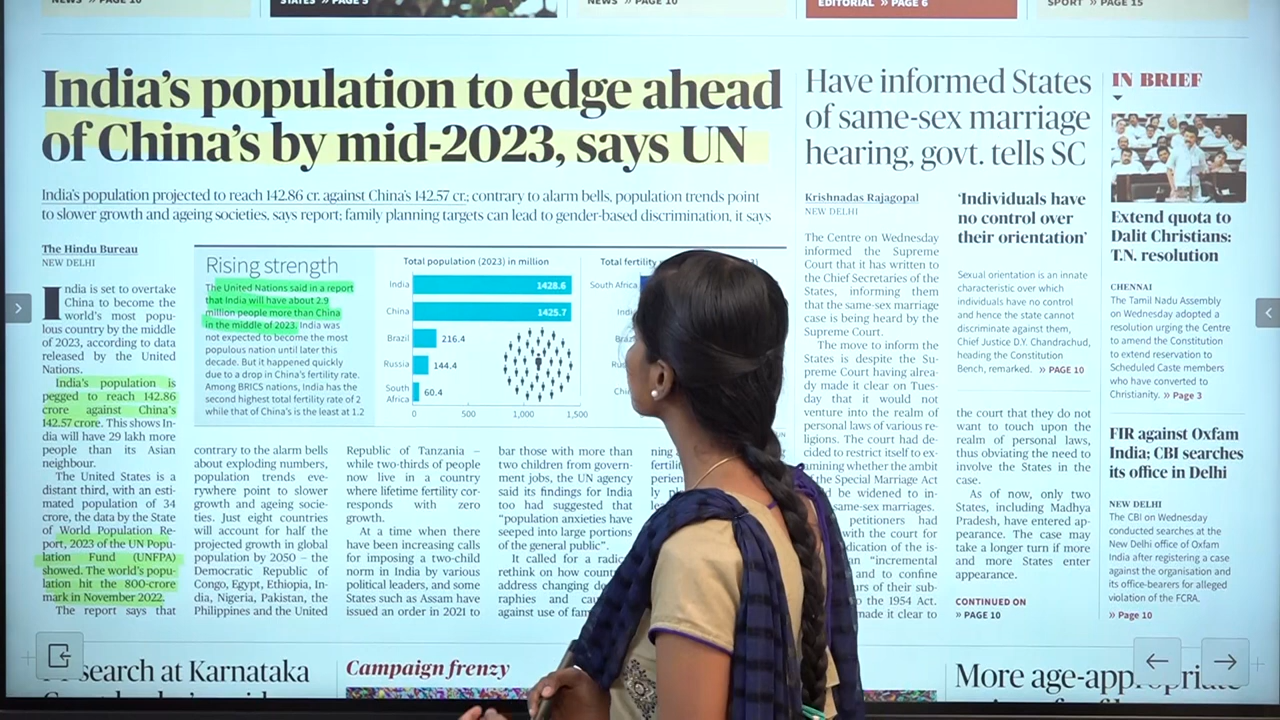 NEWS » PAGE 10
STATES » PAGE 5
NEWS » PAGE 10
EDITORIAL » PAGE 6
SPORT » PAGE 15
India's population to edge ahead
of China's by mid-2023, says UN
India's population projected to reach 142.86 cr. against China's 142.57 cr.; contrary to alarm bells, population trends point
to slower growth and ageing societies, says report; family planning targets can lead to gender-based discrimination, it says
The Hindu Bureau
NEW DELHI
India is set to overtake
China to become the
world's most popu-
lous country by the middle
of 2023, according to data
released by the United
Nations.
India's population is
pegged to reach 142.86
crore against China's
142.57 crore. This shows In-
dia will have 29 lakh more
people than its Asian
neighbour.
The United States is a
distant third, with an esti-
mated population of 34
crore, the data by the State
of World Population Re-
port, 2023 of the UN Popu-
lation Fund (UNFPA)
showed. The world's popu-
lation hit the 800-crore
mark in November 2022.
The report says that
Rising strength
The United Nations said in a report
that India will have about 2.9
million people more than China
in the middle of 2023. India was
not expected to become the most
populous nation until later this
decade. But it happened quickly
due to a drop in China's fertility rate.
Among BRICS nations, India has the
second highest total fertility rate of 2
while that of China's is the least at 1.2
Total population (2023) in million
India 1428.6
China 1425.7
Brazil 216.4
Russia 144.4
South
Africa 60.4
0 500 1,000 1,500
Total fertility
South Africa
contrary to the alarm bells
about exploding numbers,
population trends eve-
rywhere point to slower
growth and ageing socie-
ties. Just eight countries
will account for half the
projected growth in global
population by 2050 – the
Democratic Republic of
Congo, Egypt, Ethiopia, In-
dia, Nigeria, Pakistan, the
Philippines and the United
Republic of Tanzania –
while two-thirds of people
now live in a country
where lifetime fertility cor-
responds with zero
growth.
At a time when there
have been increasing calls
for imposing a two-child
norm in India by various
political leaders, and some
States such as Assam have
issued an order in 2021 to
bar those with more than
two children from govern-
ment jobs, the UN agency
said its findings for India
too had suggested that
"population anxieties have
seeped into large portions
of the general public".
It called for a
rethink on how
address changing
raphies and
against use of
Have informed States
of same-sex marriage
hearing, govt. tells SC
Krishnadas Rajagopal
NEW DELHI
The Centre on Wednesday
informed the Supreme
Court that it has written to
the Chief Secretaries of the
States, informing them
that the same-sex marriage
case is being heard by the
Supreme Court.
The move to inform the
States is despite the Su-
preme Court having alrea-
dy made it clear on Tues-
day that it would not
venture into the realm of
personal laws of various re-
ligions. The court had de-
cided to restrict itself to ex-
amining whether the ambit
of the Special Marriage Act
be widened to in-
same-sex marriages.
petitioners had
with the court for
of the is-
"incremental
and to confine
of their sub-
the 1954 Act.
made it clear to
'Individuals have
no control over
their orientation'
Sexual orientation is an innate
characteristic over which
individuals have no control
and hence the state cannot
discriminate against them,
Chief Justice D.Y. Chandrachud,
heading the Constitution
Bench, remarked. » PAGE 10
the court that they do not
want to touch upon the
realm of personal laws,
thus obviating the need to
involve the States in the
case.
As of now, only two
States, including Madhya
Pradesh, have entered ap-
pearance. The case may
take a longer turn if more
and more States enter
appearance.
CONTINUED ON
» PAGE 10
IN BRIEF
Extend quota to
Dalit Christians:
T.N. resolution
CHENNAI
The Tamil Nadu Assembly
on Wednesday adopted a
resolution urging the Centre
to amend the Constitution
to extend reservation to
Scheduled Caste members
who have converted to
Christianity. » Page 3
FIR against Oxfam
India; CBI searches
its office in Delhi
NEW DELHI
The CBI on Wednesday
conducted searches at the
New Delhi office of Oxfam
India after registering a case
against the organisation and
its office-bearers for alleged
violation of the FCRA.
» Page 10
search at Karnataka
Campaign frenzy
More age-appropriate